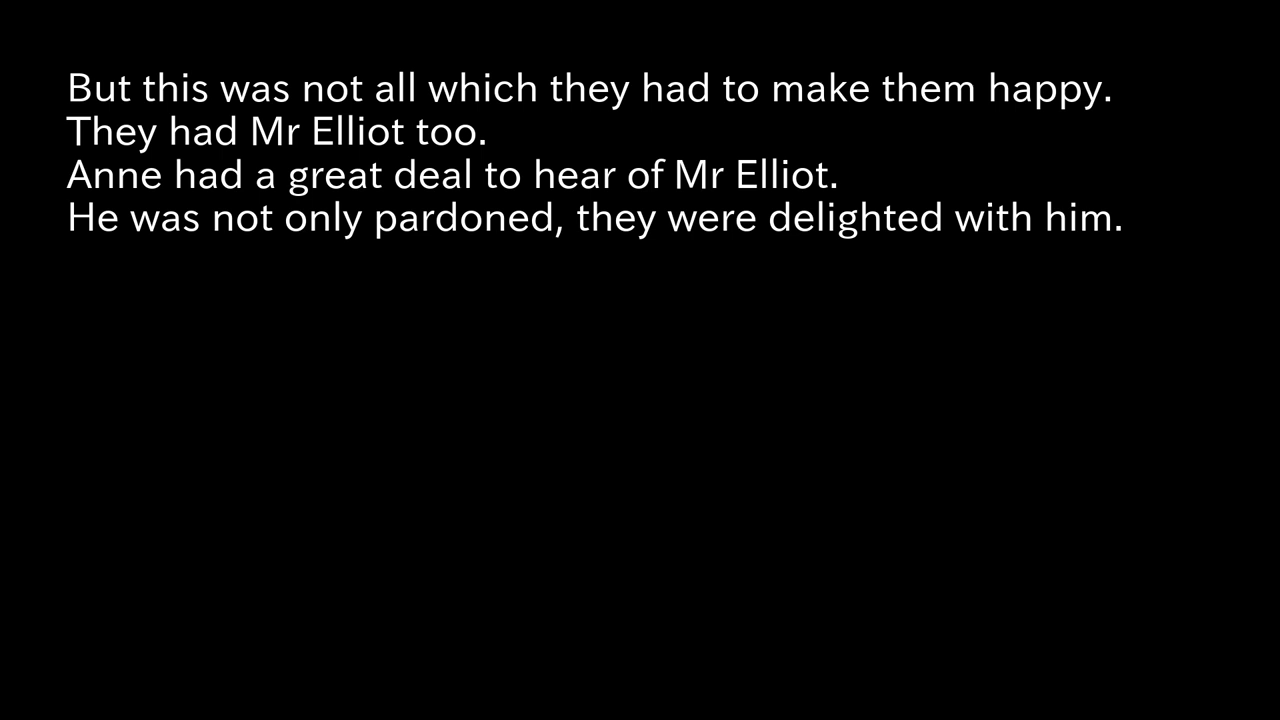 But this was not all which they had to make them happy.
They had Mr Elliot too.
Anne had a great deal to hear of Mr Elliot.
He was not only pardoned, they were delighted with him.